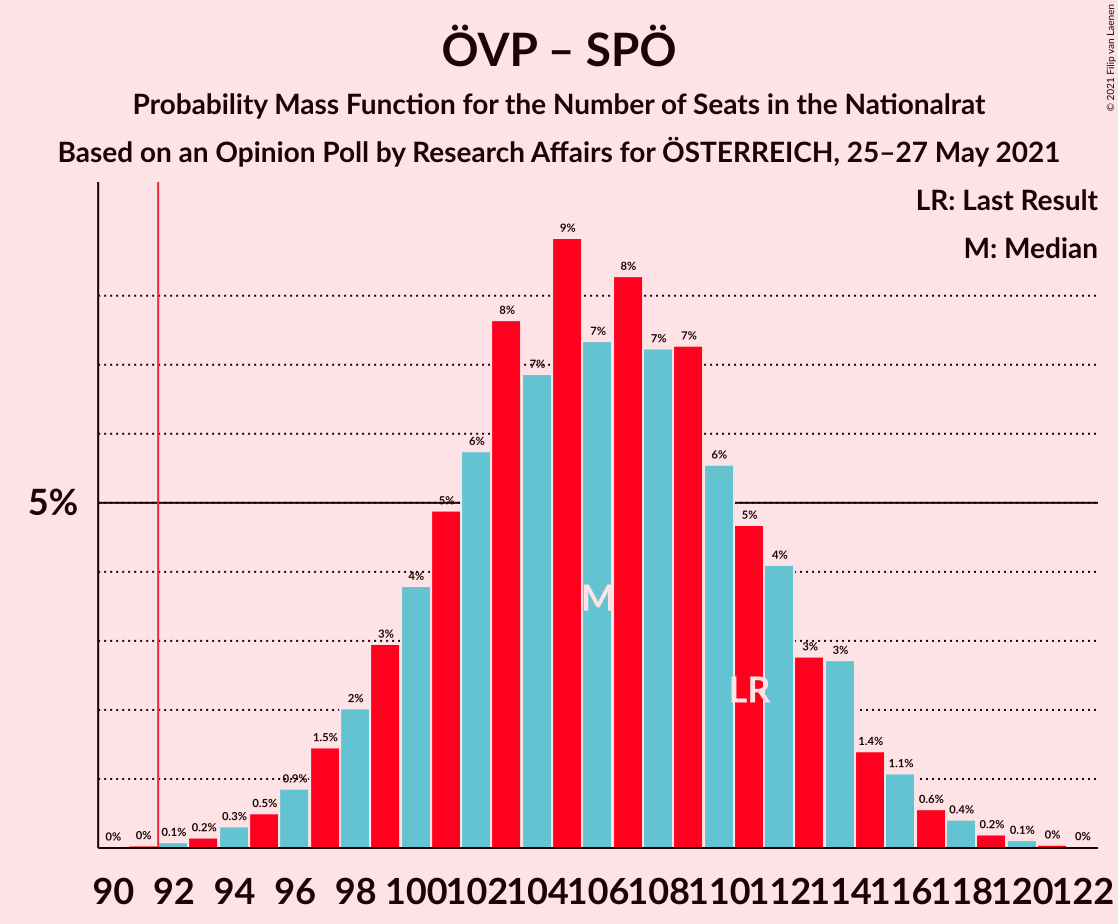 ÖVP – SPÖ
Probability Mass Function for the Number of Seats in the Nationalrat
Based on an Opinion Poll by Research Affairs for ÖSTERREICH, 25–27 May 2021
© 2021 Filip van Laenen
LR: Last Result
M: Median
5%
0% 0% 0.1% 0.2% 0.3% 0.5% 0.9% 1.5% 2% 3% 4% 5% 6% 8% 7% 9% 7% 8% 7% 7% 6% 5% 4% 3% 3% 1.4% 1.1% 0.6% 0.4% 0.2% 0.1% 0% 0%
M
LR
90 92 94 96 98 100 102 104 106 108 110 112 114 116 118 120 122